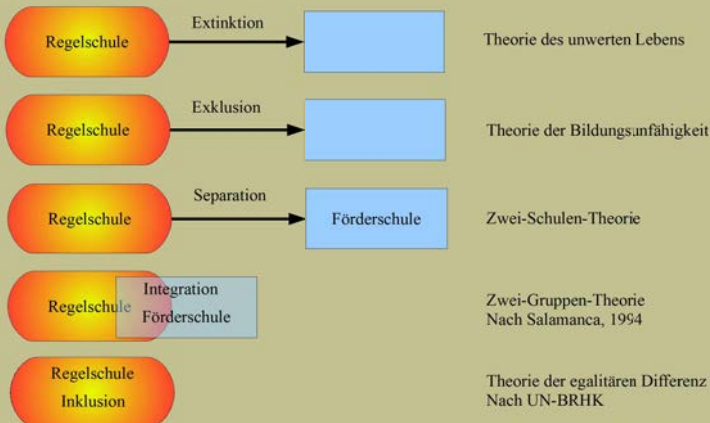 Extinktion
Regelschule
Theorie des unwerten Lebens
Exklusion
Regelschule
Theorie der Bildungsunfähigkeit
Separation
Regelschule
Förderschule
Zwei-Schulen-Theorie
Integration
Regelschule
Förderschule
Zwei-Gruppen-Theorie
Nach Salamanca, 1994
Regelschule
Inklusion
Theorie der egalitären Differenz
Nach UN-BRHK